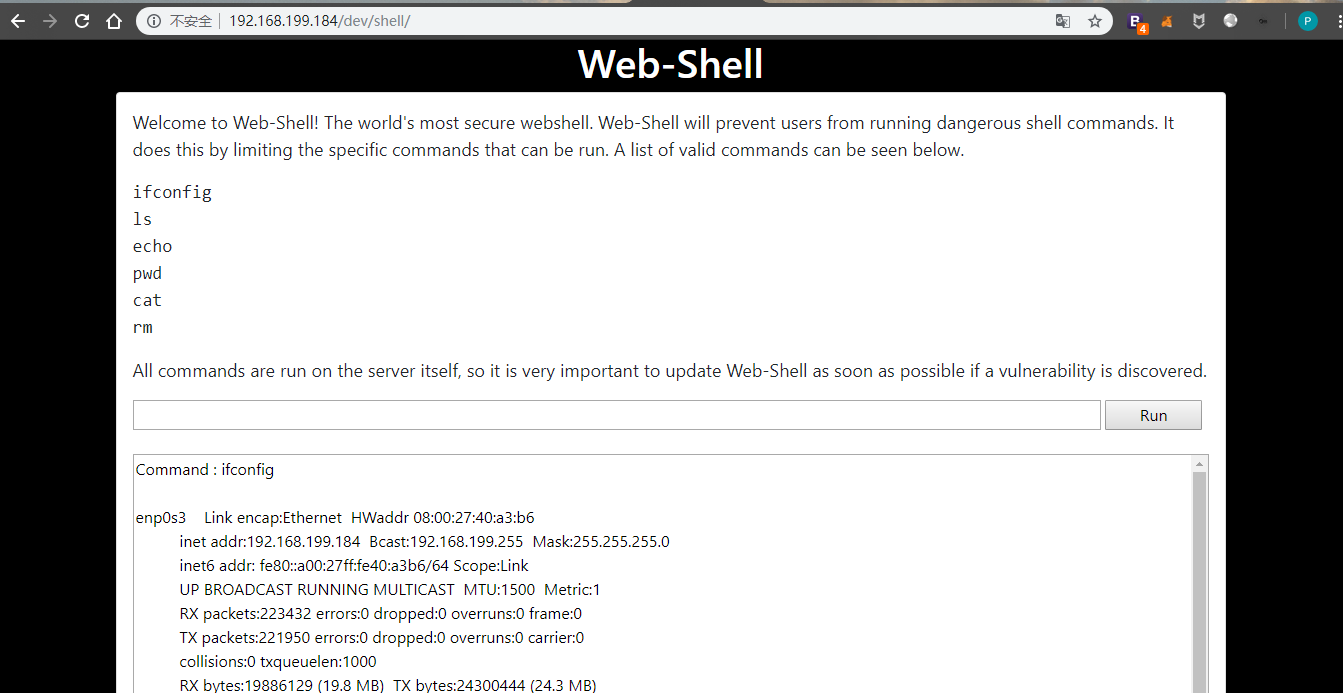 不安全 192.168.199.184/dev/shell/
B 4 P
Web-Shell
Welcome to Web-Shell! The world's most secure webshell. Web-Shell will prevent users from running dangerous shell commands. It
does this by limiting the specific commands that can be run. A list of valid commands can be seen below.
ifconfig
ls
echo
pwd
cat
rm
All commands are run on the server itself, so it is very important to update Web-Shell as soon as possible if a vulnerability is discovered.
Run
Command : ifconfig
enp0s3 Link encap:Ethernet HWaddr 08:00:27:40:a3:b6
inet addr:192.168.199.184 Bcast:192.168.199.255 Mask:255.255.255.0
inet6 addr: fe80::a00:27ff:fe40:a3b6/64 Scope:Link
UP BROADCAST RUNNING MULTICAST MTU:1500 Metric:1
RX packets:223432 errors:0 dropped:0 overruns:0 frame:0
TX packets:221950 errors:0 dropped:0 overruns:0 carrier:0
collisions:0 txqueuelen:1000
RX bytes:19886129 (19.8 MB) TX bytes:24300444 (24.3 MB)